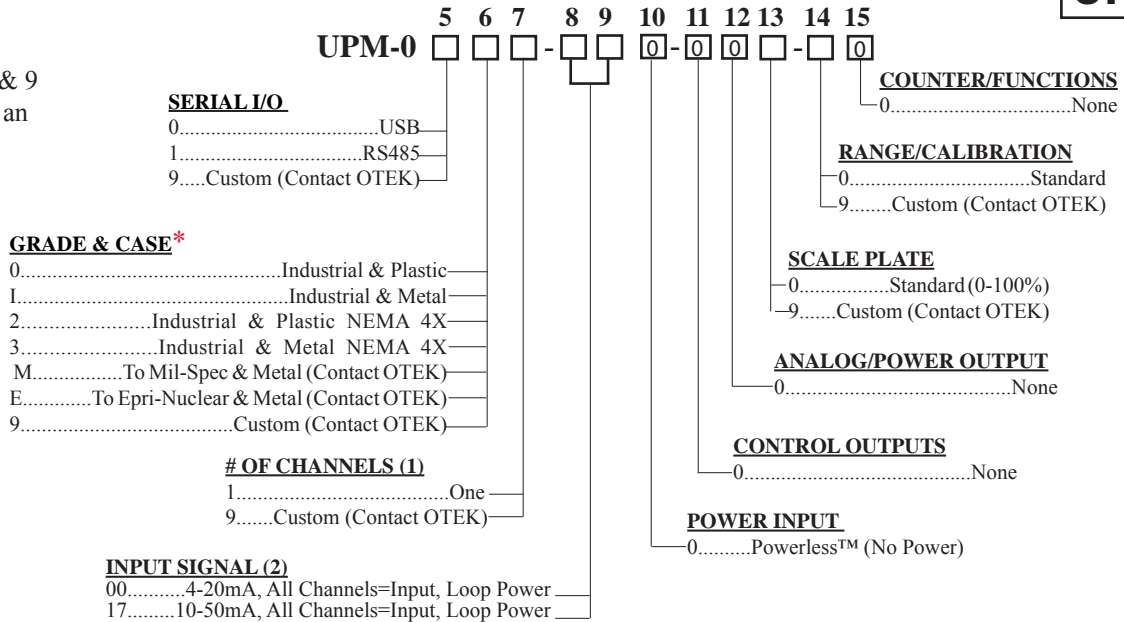 5 6 7 8 9 10 11 12 13 14 15
UPM-0 - 0 - 0 0 - 0
& 9
an
SERIAL I/O
0..................................USB
1................................RS485
9.....Custom (Contact OTEK)
GRADE & CASE*
0............................................Industrial & Plastic
I..............................................Industrial & Metal
2......................Industrial & Plastic NEMA 4X
3.......................Industrial & Metal NEMA 4X
M..................To Mil-Spec & Metal (Contact OTEK)
E.............To Epri-Nuclear & Metal (Contact OTEK)
9....................................Custom (Contact OTEK)
# OF CHANNELS (1)
1....................................One
9.......Custom (Contact OTEK)
INPUT SIGNAL (2)
00...........4-20mA, All Channels=Input, Loop Power
17.........10-50mA, All Channels=Input, Loop Power
COUNTER/FUNCTIONS
0................................None
RANGE/CALIBRATION
0................................Standard
9........Custom (Contact OTEK)
SCALE PLATE
0...............Standard (0-100%)
9.......Custom (Contact OTEK)
ANALOG/POWER OUTPUT
0.........................................None
CONTROL OUTPUTS
0........................................None
POWER INPUT
0..........Powerless™ (No Power)